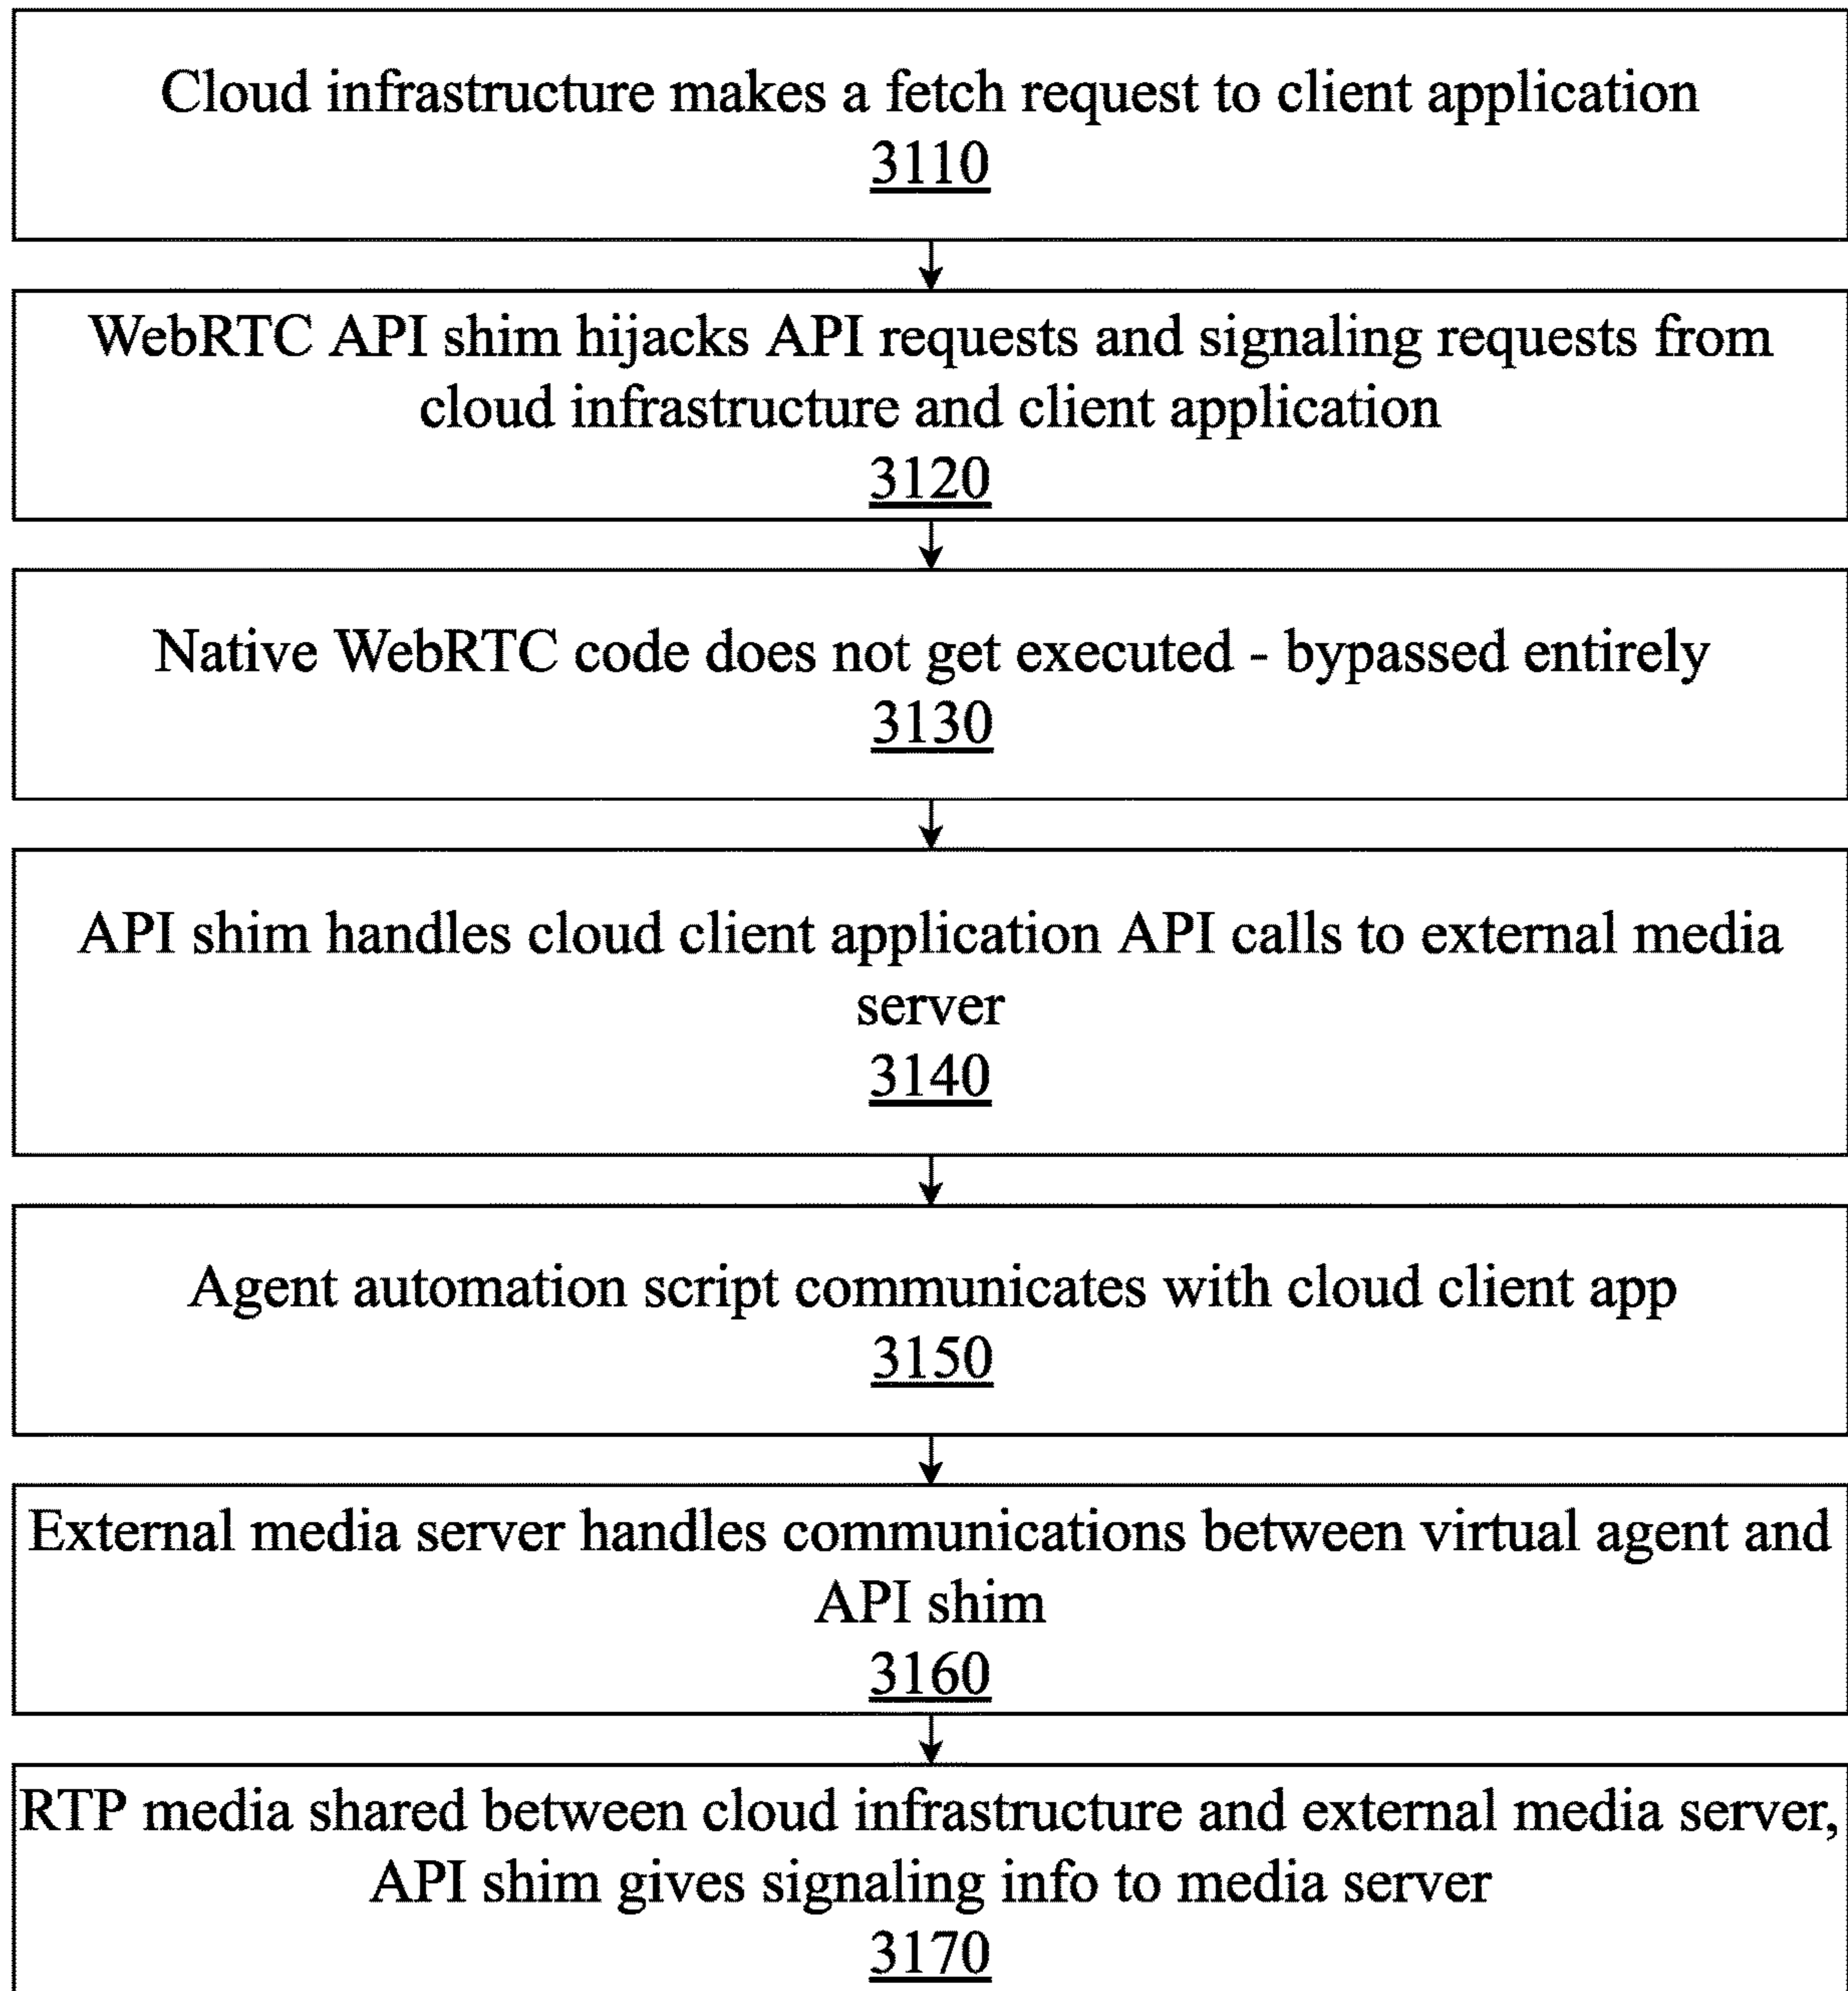 Cloud infrastructure makes a fetch request to client application
3110
WebRTC API shim hijacks API requests and signaling requests from
cloud infrastructure and client application
3120
Native WebRTC code does not get executed - bypassed entirely
3130
API shim handles cloud client application API calls to external media
server
3140
Agent automation script communicates with cloud client app
3150
External media server handles communications between virtual agent and
API shim
3160
RTP media shared between cloud infrastructure and external media server,
API shim gives signaling info to media server
3170